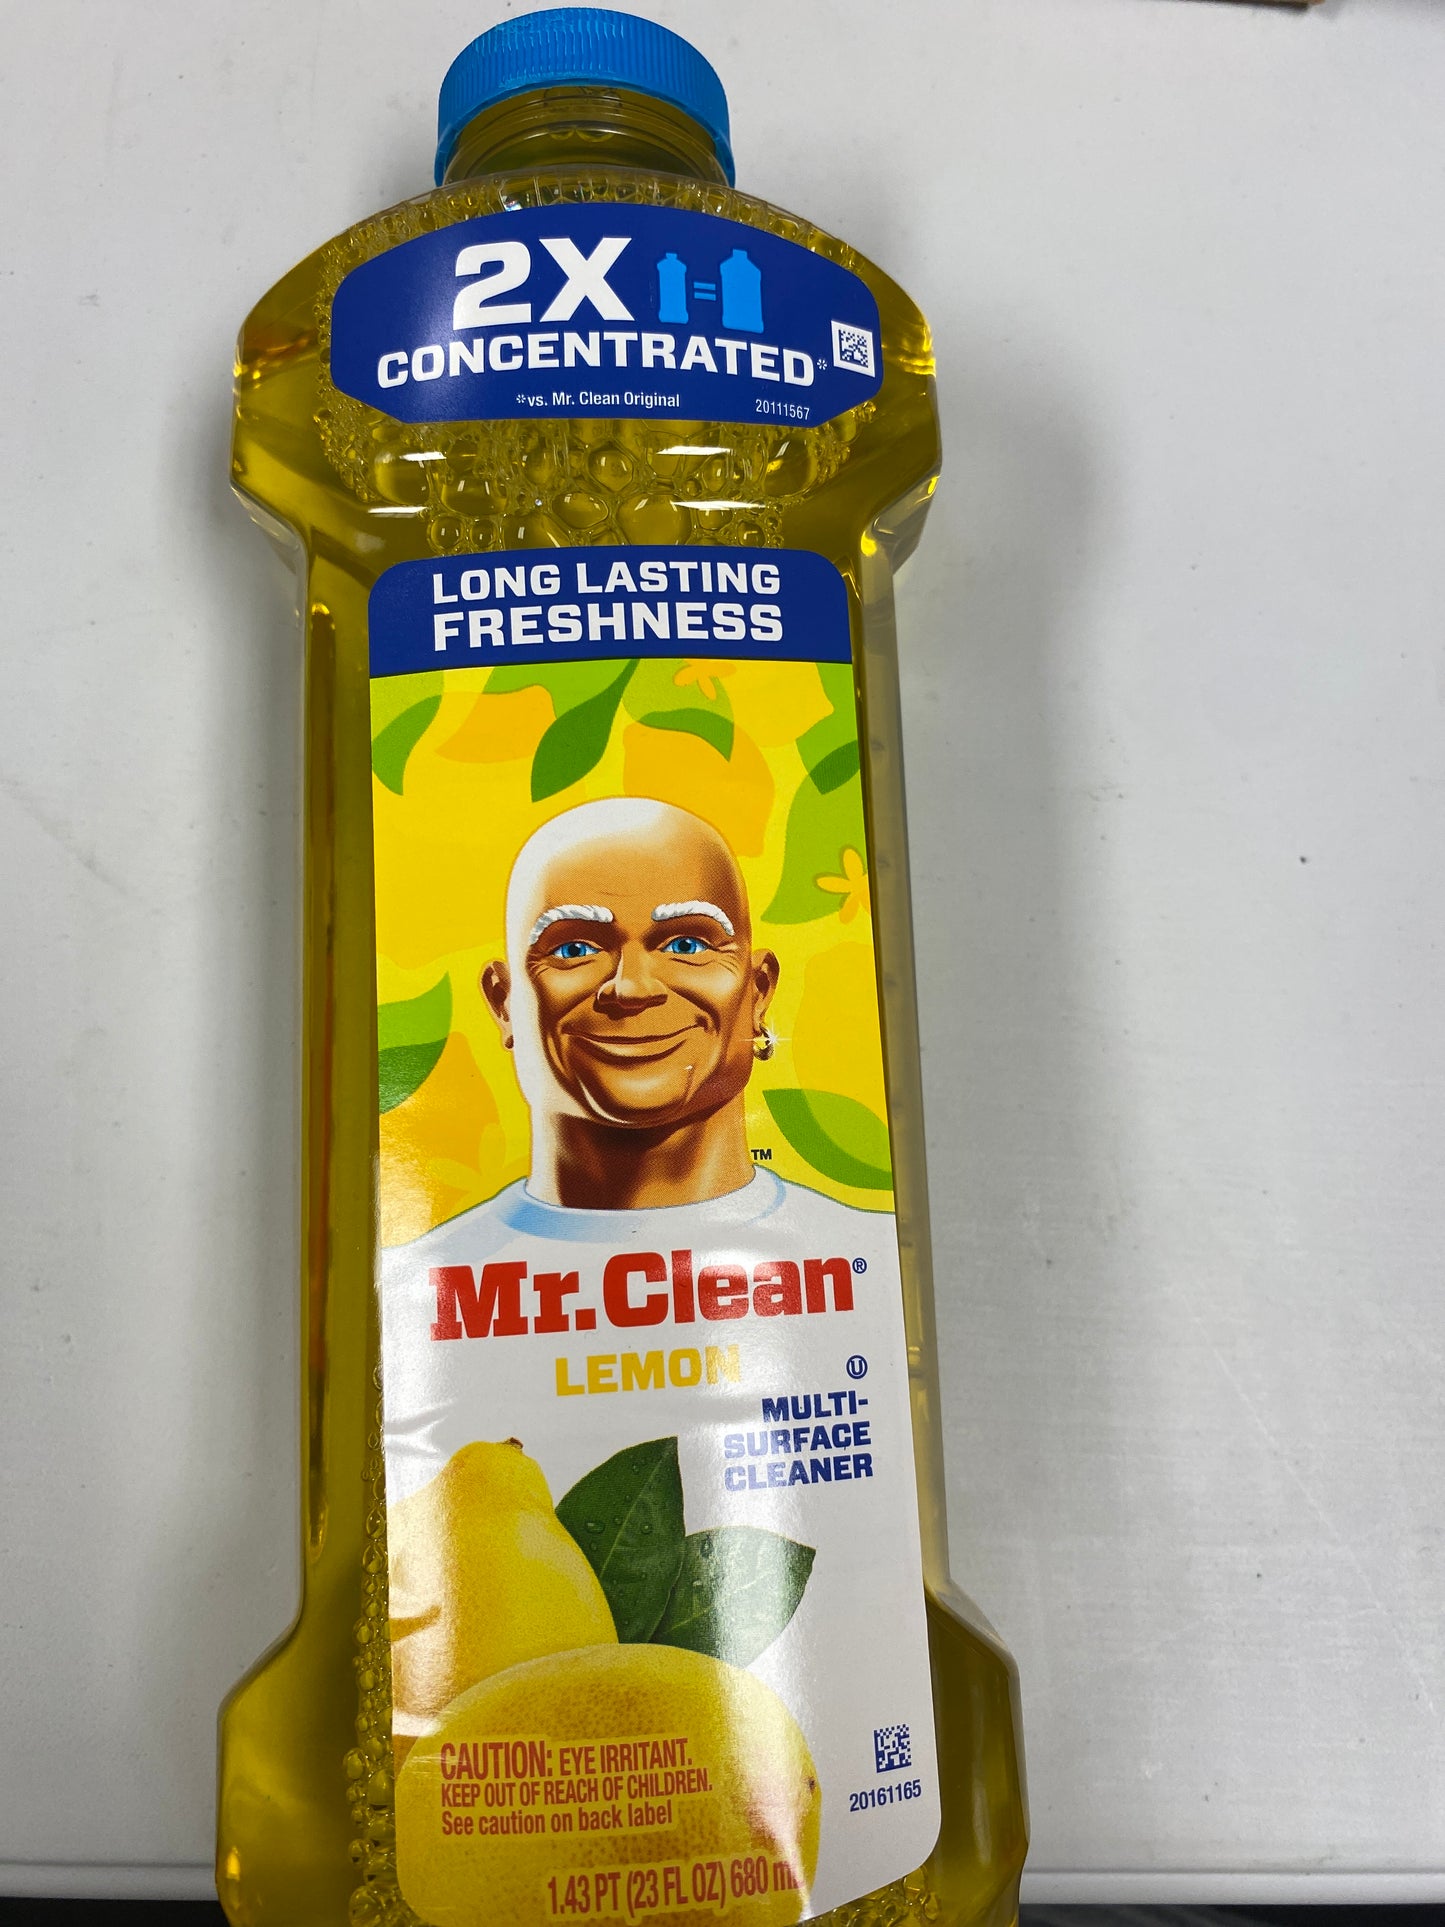 2X
CONCENTRATED*
*vs. Mr. Clean Original
20111567
LONG LASTING
FRESHNESS
TM
Mr. Clean®
LEMON
Ⓤ
MULTI-
SURFACE
CLEANER
CAUTION: EYE IRRITANT.
KEEP OUT OF REACH OF CHILDREN.
See caution on back label
20161165
1.43 PT (23 FL OZ) 680 mL